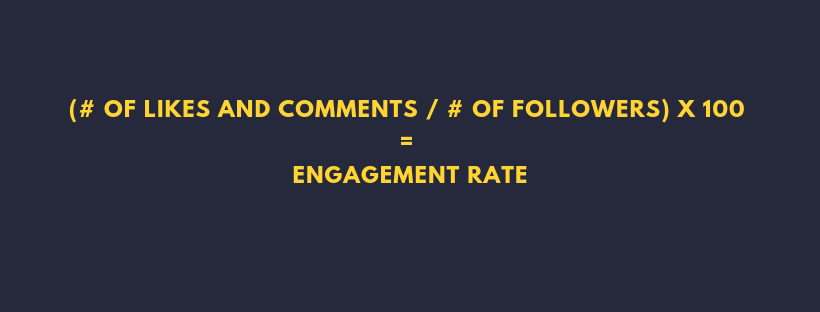 (# OF LIKES AND COMMENTS / # OF FOLLOWERS) X 100
=
ENGAGEMENT RATE